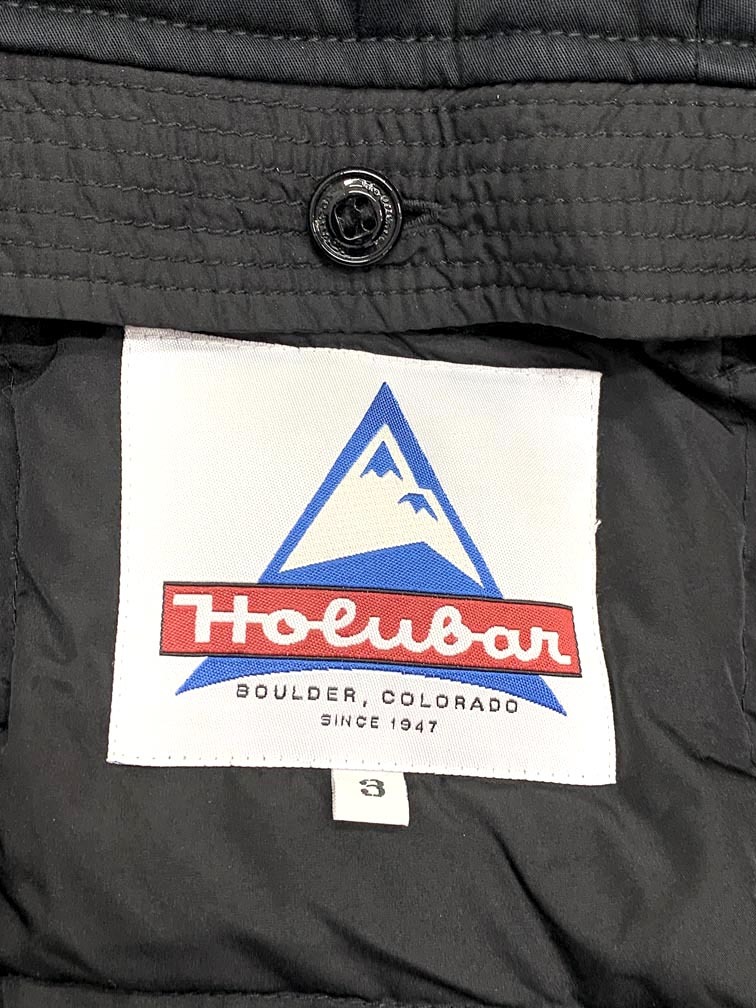 Holubar
BOULDER, COLORADO
SINCE 1947
3